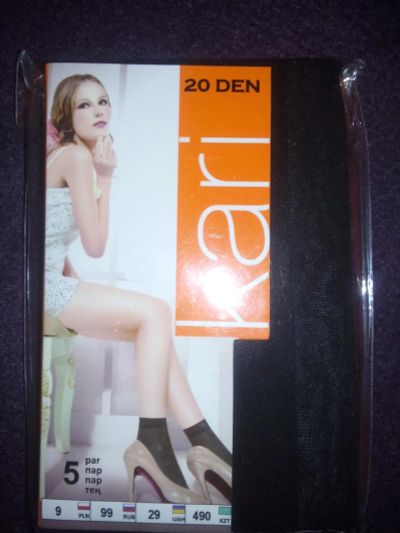 20 DEN
kari
5 par
пар
пар
тең
9 PLN 99 RUB 29 UAH 490 KZT